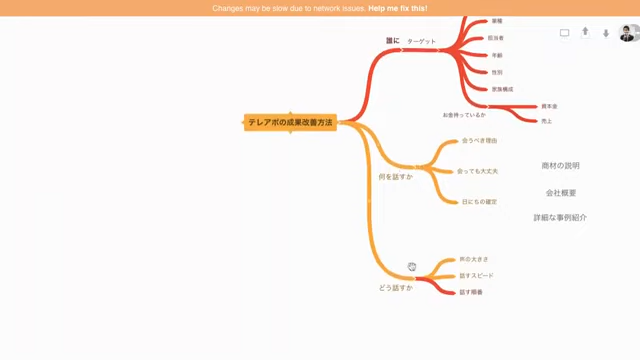 Changes may be slow due to network issues. Help me fix this!
業種
誰に
ターゲット
担当者
年齢
性別
家族構成
お金持っているか
資本金
売上
テレアポの成果改善方法
会うべき理由
何を話すか
会っても大丈夫
日にちの確定
商材の説明
会社概要
詳細な事例紹介
声の大きさ
話すスピード
どう話すか
話す順番